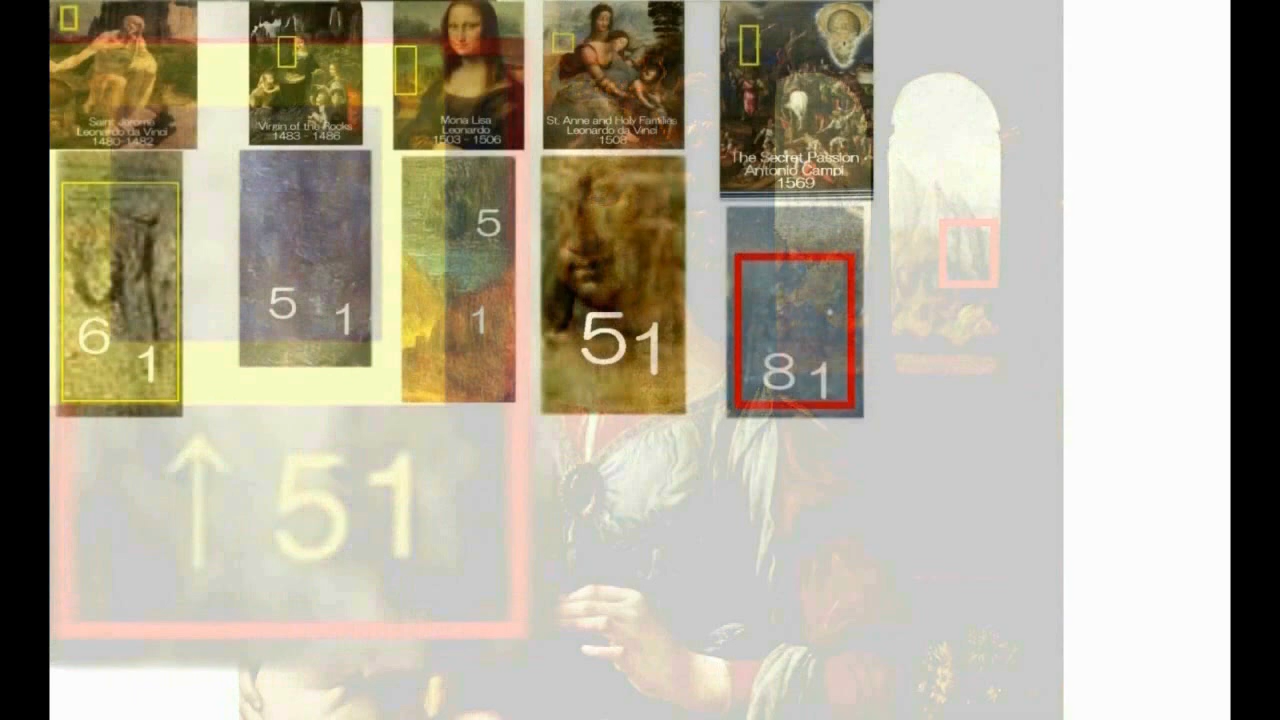 Saint Jerome
Leonardo da Vinci
1480-1482
Virgin of the Rocks
1483 - 1486
Mona Lisa
Leonardo
1503 - 1506
St. Anne and Holy Families
Leonardo da Vinci
1508
The Secret Passion
Antonio Campi
1569
6 1
5 1
5
1
51
8 1
↑ 51